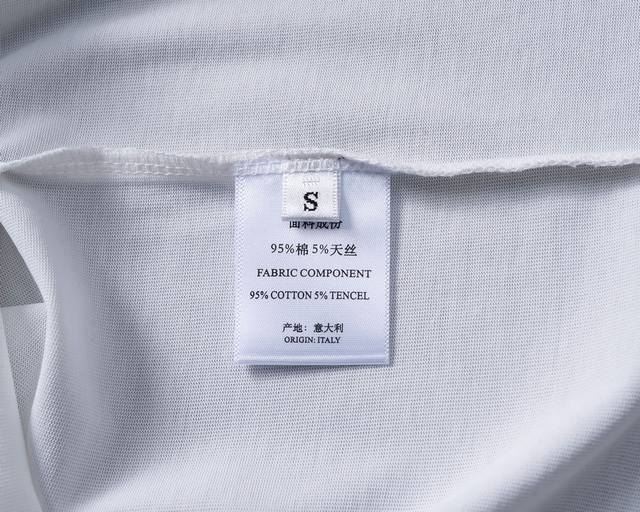 S
面料成份
95%棉 5%天丝
FABRIC COMPONENT
95% COTTON 5% TENCEL
产地：意大利
ORIGIN: ITALY